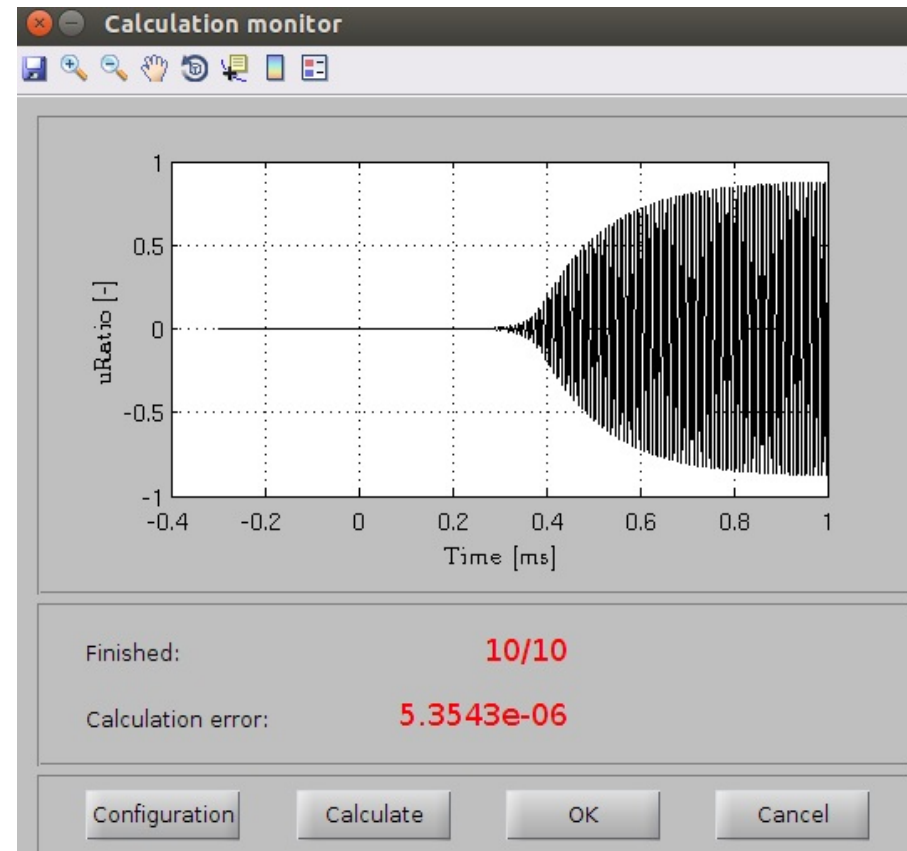 Calculation monitor
1
0.5
0
-0.5
-1
uRatio [-]
-0.4 -0.2 0 0.2 0.4 0.6 0.8 1
Time [ms]
Finished: 10/10
Calculation error: 5.3543e-06
Configuration Calculate OK Cancel